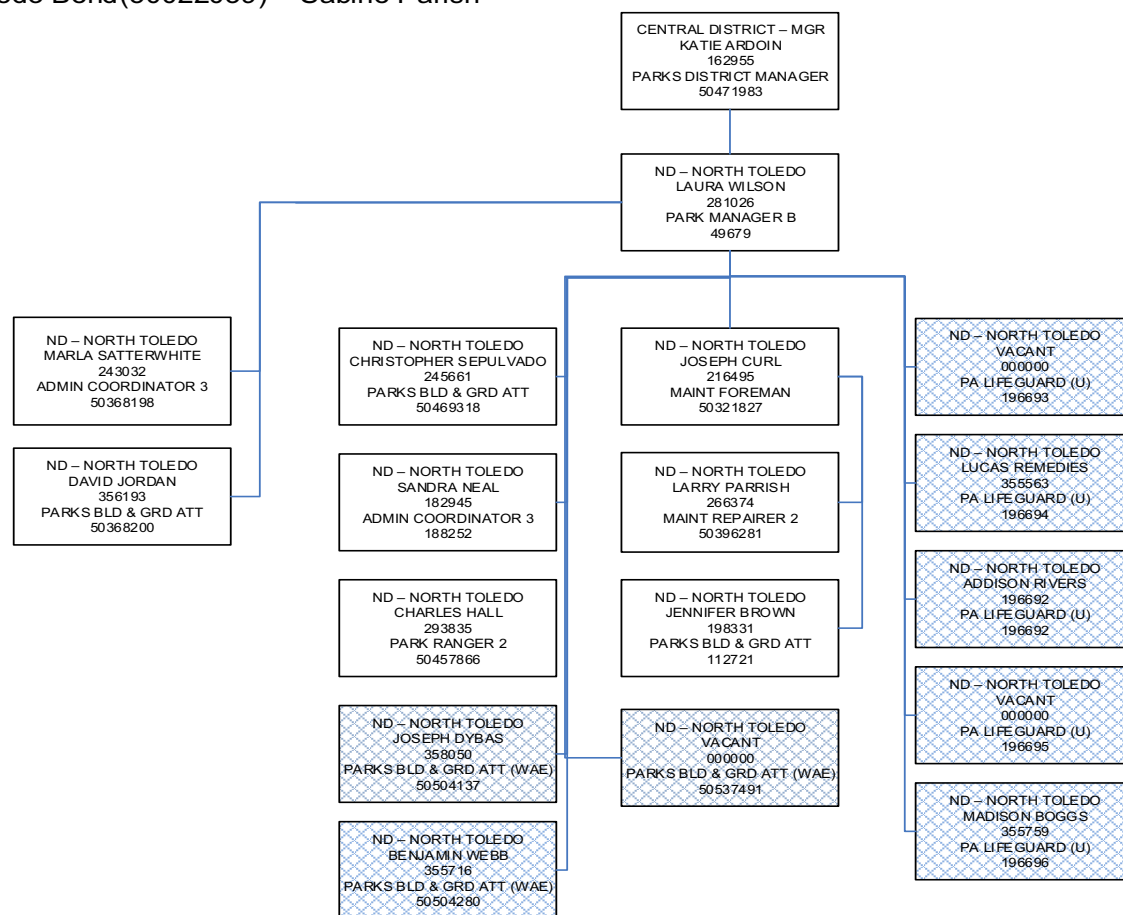 CENTRAL DISTRICT – MGR
KATIE ARDOIN
162955
PARKS DISTRICT MANAGER
50471983
ND – NORTH TOLEDO
LAURA WILSON
281026
PARK MANAGER B
49679
ND – NORTH TOLEDO
MARLA SATTERWHITE
243032
ADMIN COORDINATOR 3
50368198
ND – NORTH TOLEDO
DAVID JORDAN
356193
PARKS BLD & GRD ATT
50368200
ND – NORTH TOLEDO
CHRISTOPHER SEPULVADO
245661
PARKS BLD & GRD ATT
50469318
ND – NORTH TOLEDO
SANDRA NEAL
182945
ADMIN COORDINATOR 3
188252
ND – NORTH TOLEDO
CHARLES HALL
293835
PARK RANGER 2
50457866
ND – NORTH TOLEDO
JOSEPH DYBAS
358050
PARKS BLD & GRD ATT (WAE)
50504137
ND – NORTH TOLEDO
BENJAMIN WEBB
355716
PARKS BLD & GRD ATT (WAE)
50504280
ND – NORTH TOLEDO
JOSEPH CURL
216495
MAINT FOREMAN
50321827
ND – NORTH TOLEDO
LARRY PARRISH
266374
MAINT REPAIRER 2
50396281
ND – NORTH TOLEDO
JENNIFER BROWN
198331
PARKS BLD & GRD ATT
112721
ND – NORTH TOLEDO
VACANT
000000
PARKS BLD & GRD ATT (WAE)
50537491
ND – NORTH TOLEDO
VACANT
000000
PA LIFEGUARD (U)
196693
ND – NORTH TOLEDO
LUCAS REMEDIES
355563
PA LIFEGUARD (U)
196694
ND – NORTH TOLEDO
ADDISON RIVERS
196692
PA LIFEGUARD (U)
196692
ND – NORTH TOLEDO
VACANT
000000
PA LIFEGUARD (U)
196695
ND – NORTH TOLEDO
MADISON BOGGS
355759
PA LIFEGUARD (U)
196696